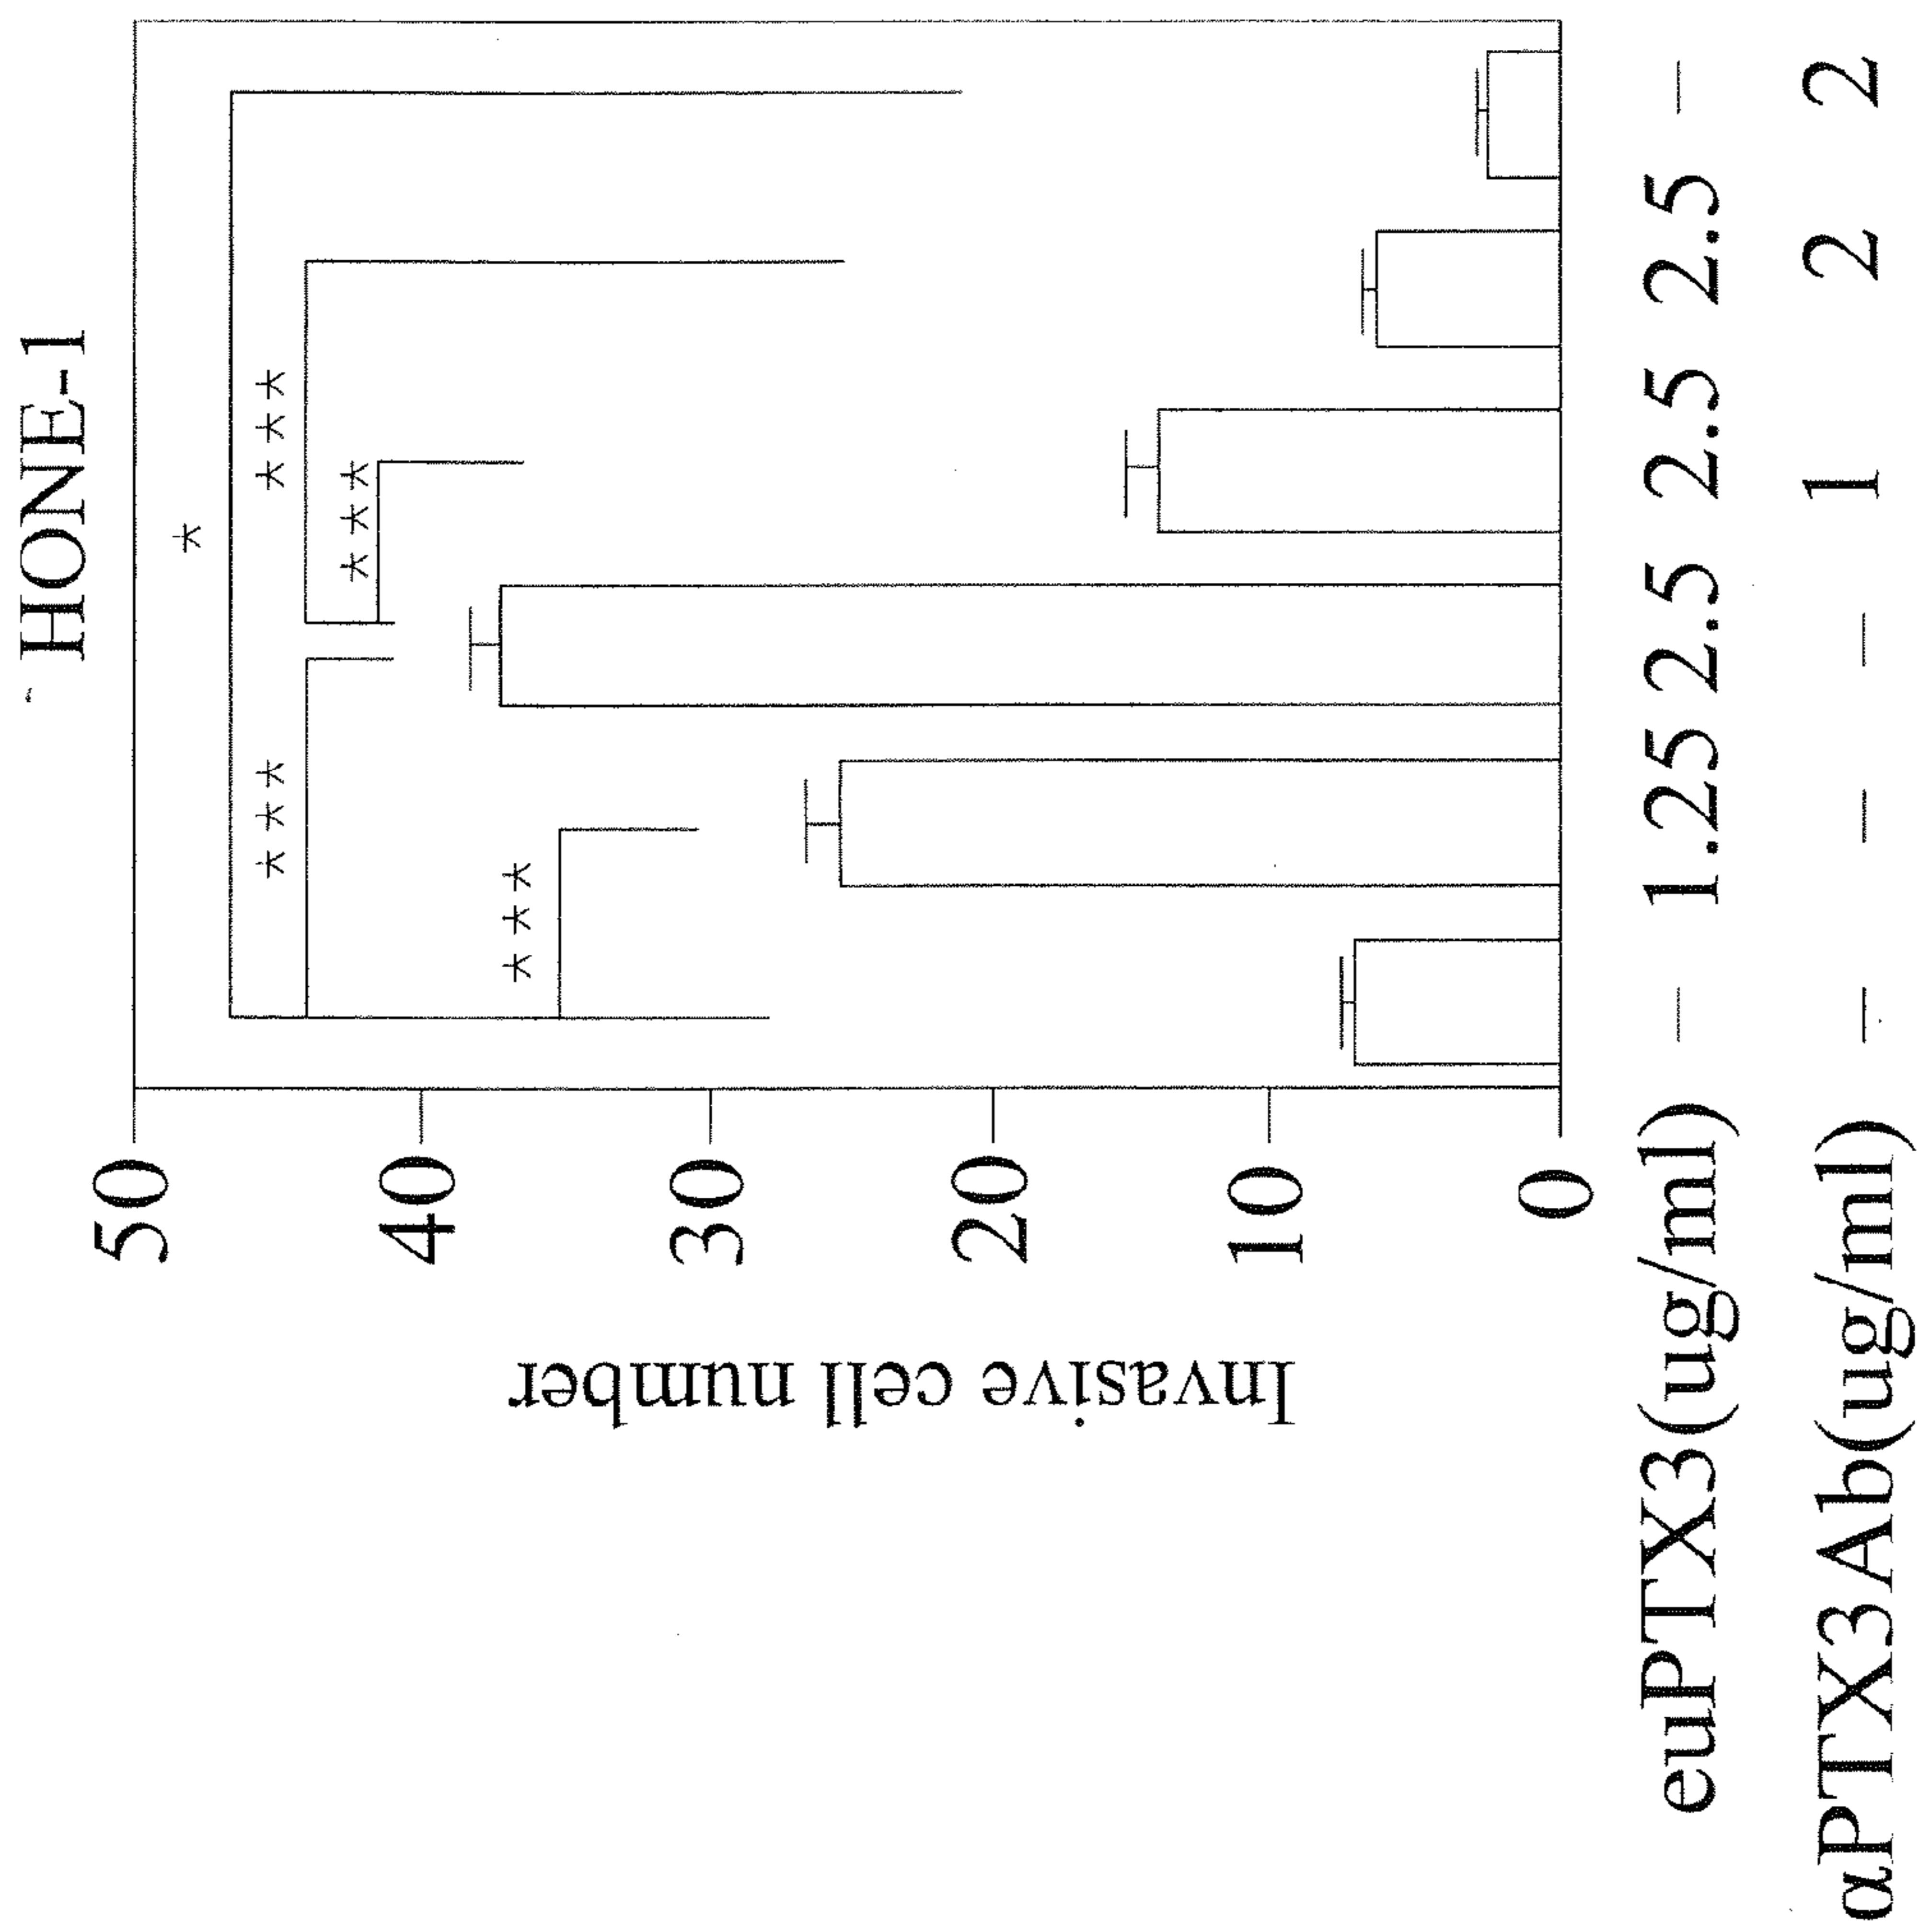 HONE-1
50
40
30
20
10
0
Invasive cell number
*
* * *
* * *
* * *
* * *
euPTX3(ug/ml) – 1.25 2.5 2.5 2.5 –
αPTX3Ab(ug/ml) – – – 1 2 2